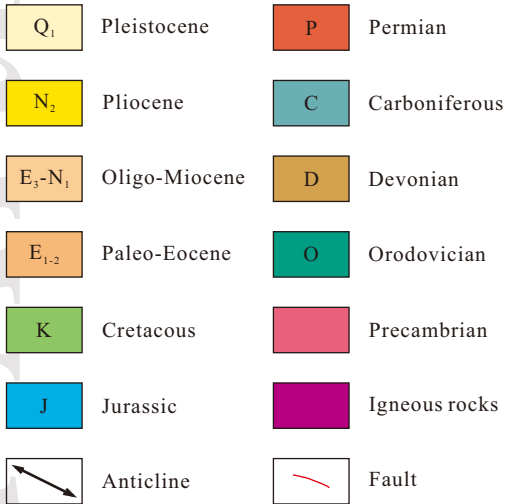 Q₁ Pleistocene
N₂ Pliocene
E₃-N₁ Oligo-Miocene
E₁₋₂ Paleo-Eocene
K Cretacous
J Jurassic
Anticline
P Permian
C Carboniferous
D Devonian
O Orodovician
Precambrian
Igneous rocks
Fault